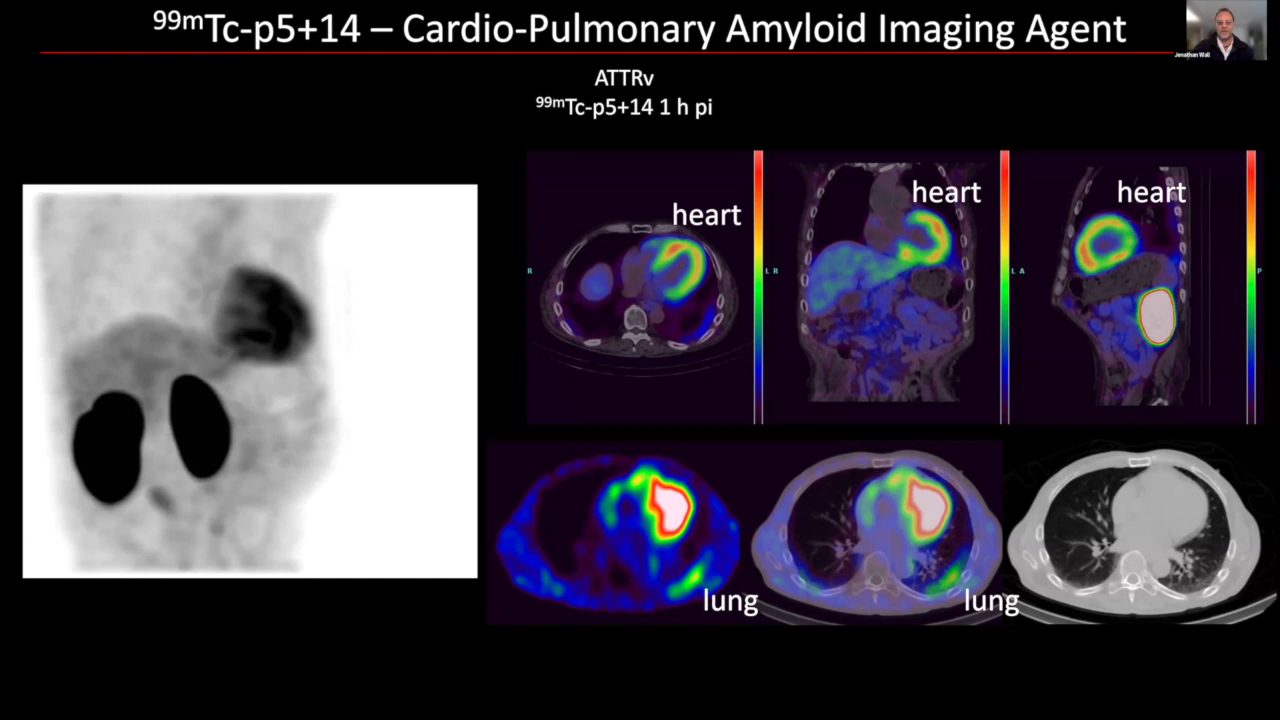 ⁹⁹ᵐTc-p5+14 – Cardio-Pulmonary Amyloid Imaging Agent
Jonathan Wall
ATTRv
⁹⁹ᵐTc-p5+14 1 h pi
heart
heart
heart
R
L
R
L
A
P
lung
lung